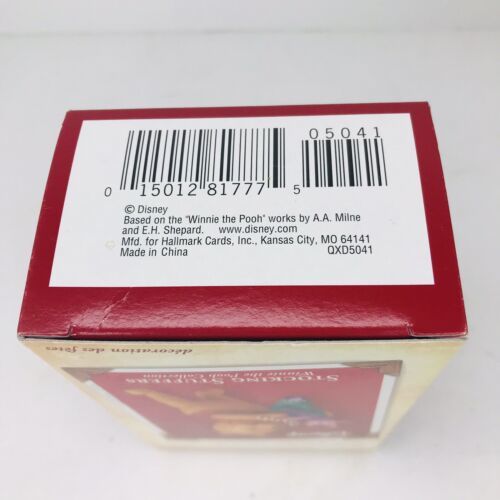 05041
0 15012 81777 5
© Disney
Based on the "Winnie the Pooh" works by A.A. Milne
and E.H. Shepard. www.disney.com
Mfd. for Hallmark Cards, Inc., Kansas City, MO 64141
Made in China QXD5041
décoration des fêtes
STOCKING STUFFERS
Winnie the Pooh Collection